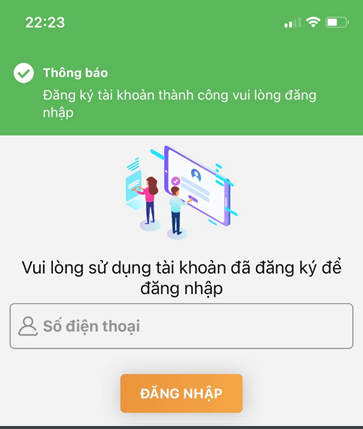 22:23
Thông báo
Đăng ký tài khoản thành công vui lòng đăng
nhập
Vui lòng sử dụng tài khoản đã đăng ký để
đăng nhập
Số điện thoại
ĐĂNG NHẬP